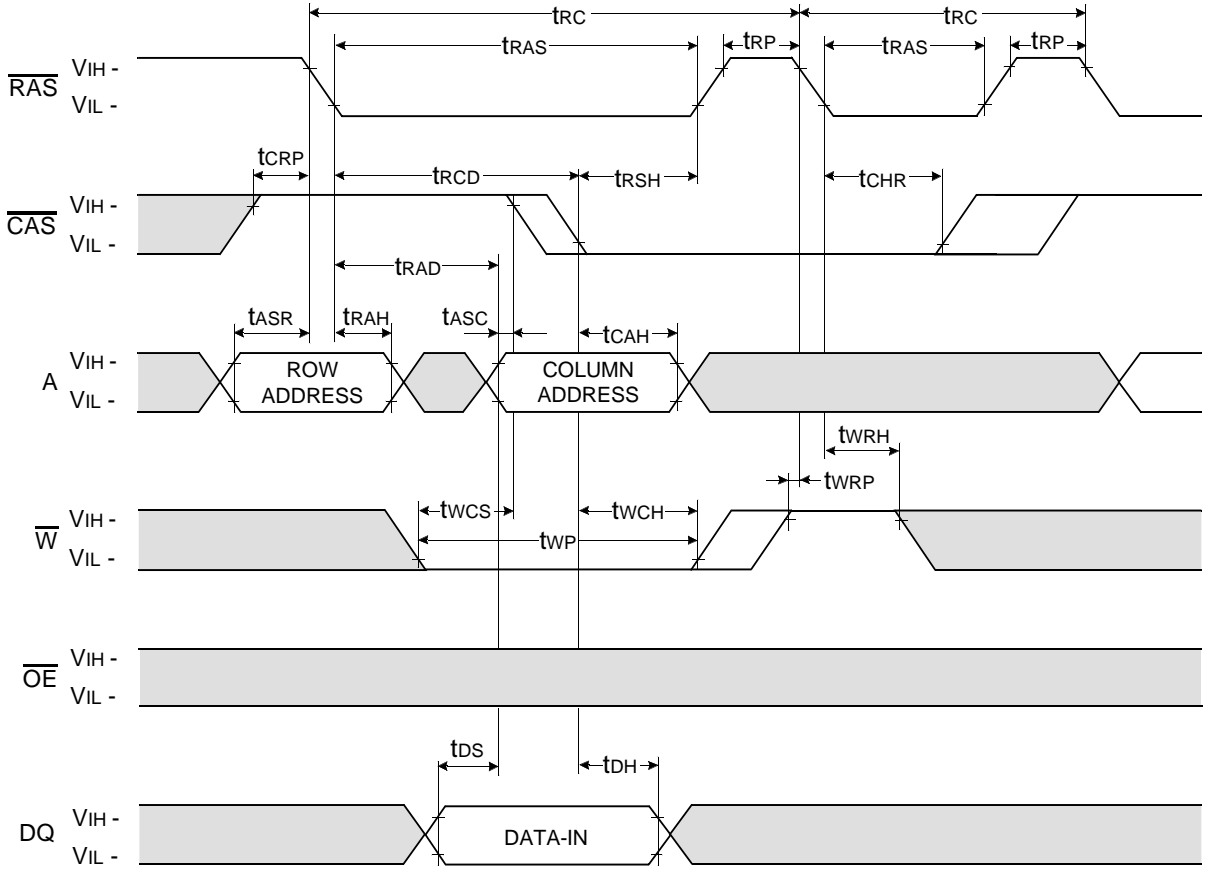 tRC tRC
tRAS tRP tRAS tRP
RAS VIH -
VIL -
tCRP tRCD tRSH tCHR
CAS VIH -
VIL -
tRAD
tASR tRAH tASC tCAH
A VIH -
VIL -
ROW
ADDRESS
COLUMN
ADDRESS
tWRH
tWRP
W VIH -
VIL -
tWCS tWCH
tWP
OE VIH -
VIL -
tDS tDH
DQ VIH -
VIL -
DATA-IN